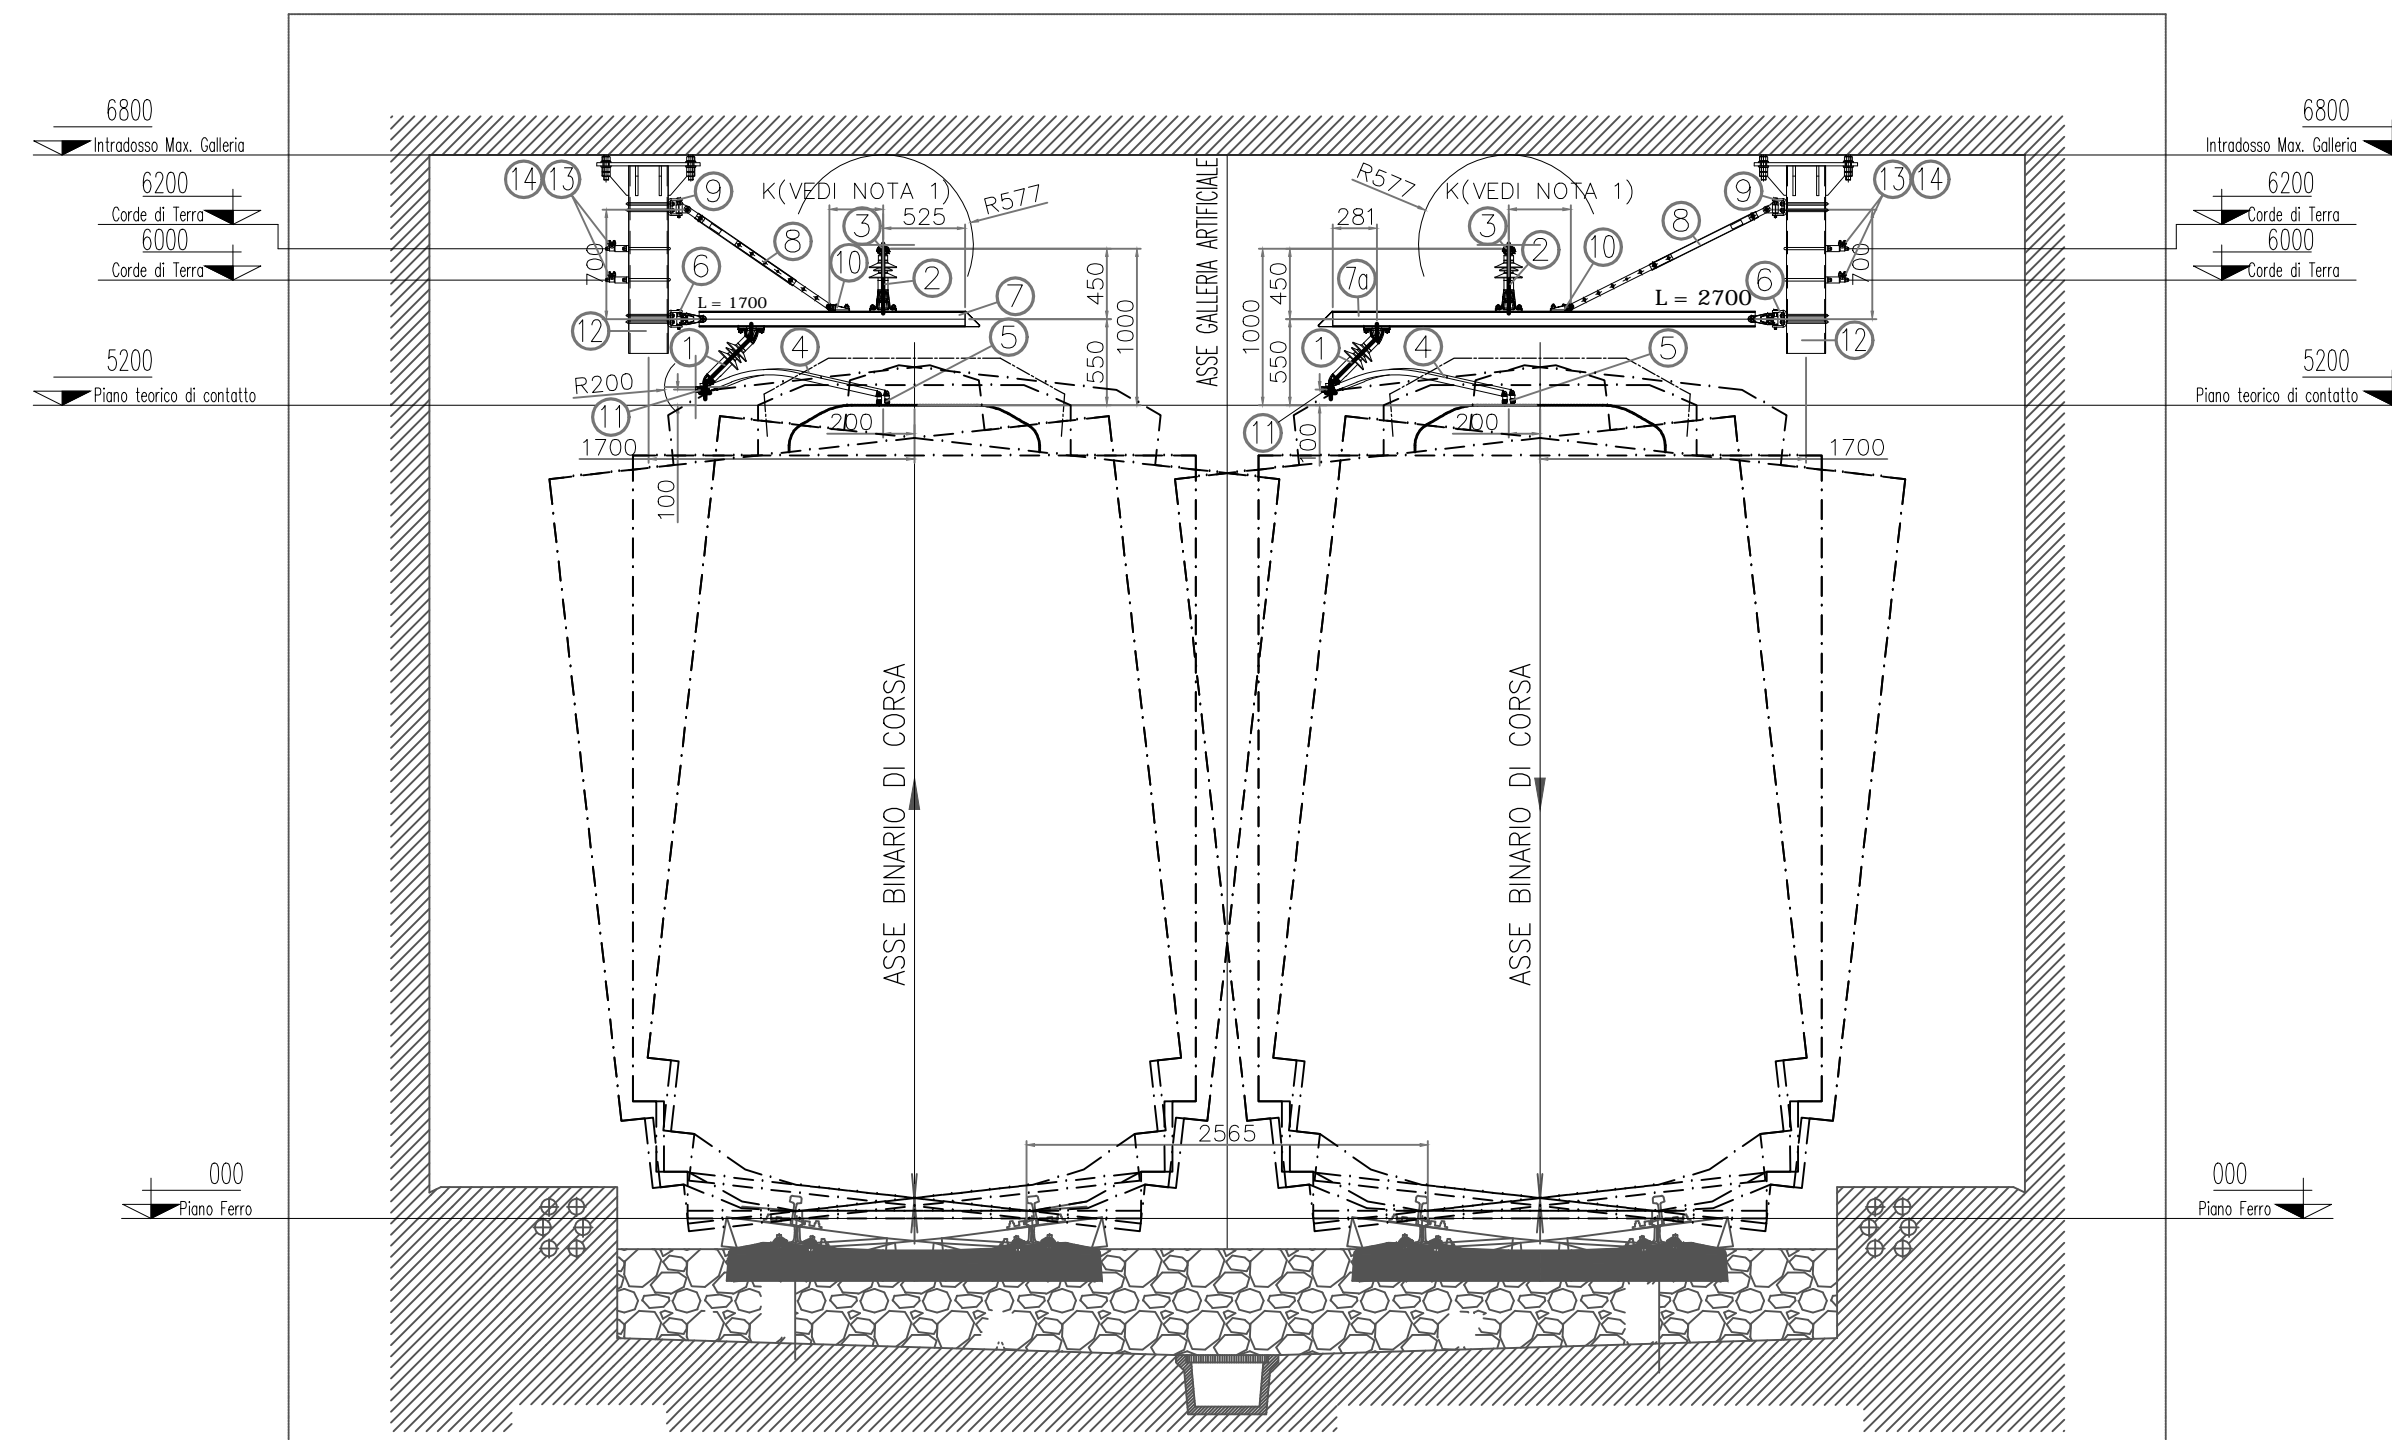 6800
Intradosso Max. Galleria
6200
Corde di Terra
6000
Corde di Terra
5200
Piano teorico di contatto
000
Piano Ferro
14 13 9
K(VEDI NOTA 1)
R577
3 525
8
10
2
700
6
L = 1700
7
12
1
4
5
450
550
1000
R200
11
200
1700
100
ASSE BINARIO DI CORSA
ASSE GALLERIA ARTIFICIALE
2565
R577
K(VEDI NOTA 1)
9
13 14
281
3
8
10
2
7a
L = 2700
6
700
12
1
4
5
450
550
1000
11
200
1700
100
ASSE BINARIO DI CORSA
6800
Intradosso Max. Galleria
6200
Corde di Terra
6000
Corde di Terra
5200
Piano teorico di contatto
000
Piano Ferro